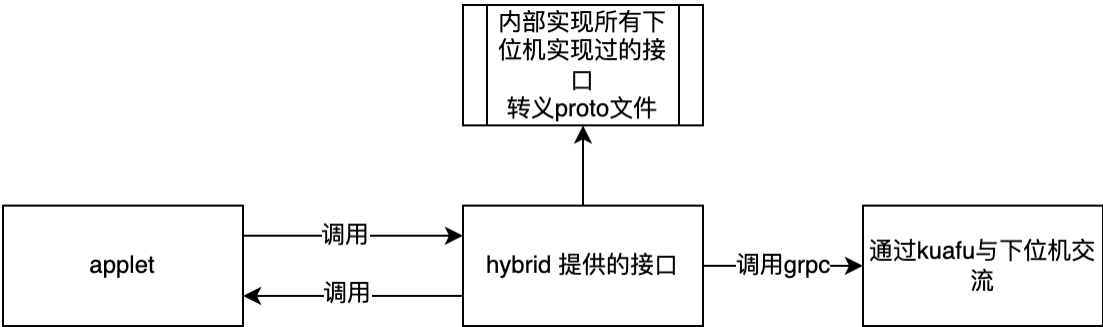 内部实现所有下
位机实现过的接
口
转义proto文件
调用
applet
hybrid 提供的接口
调用grpc
通过kuafu与下位机交
流
调用